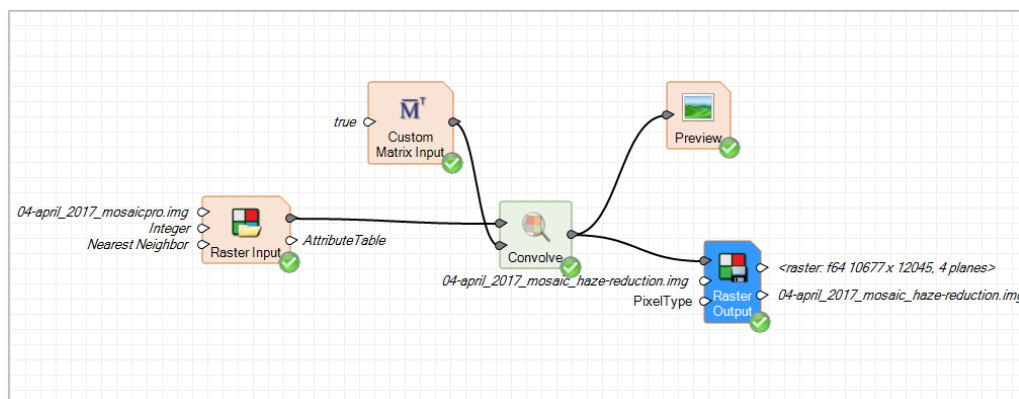 true
M T
Custom
Matrix Input
Preview
04-april_2017_mosaicpro.img
Integer
Nearest Neighbor
Raster Input
AttributeTable
Convolve
04-april_2017_mosaic_haze-reduction.img
PixelType
Raster
Output
<raster: f64 10677 x 12045, 4 planes>
04-april_2017_mosaic_haze-reduction.img